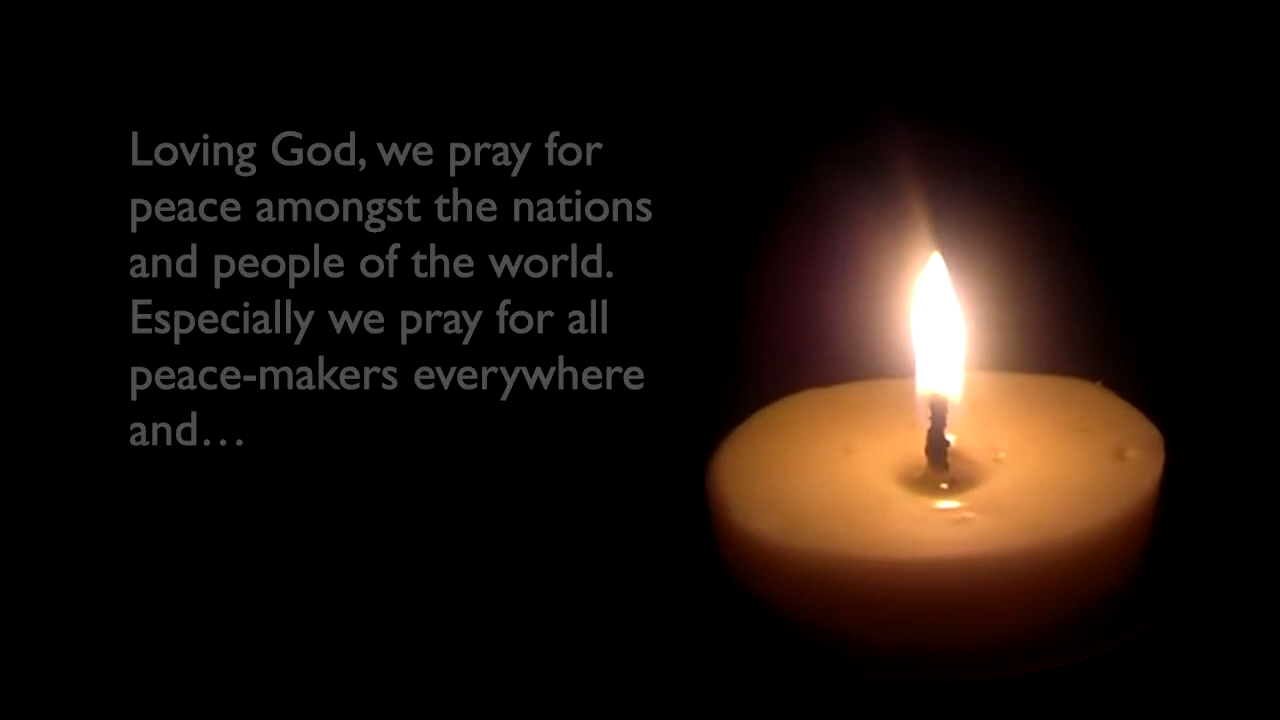 Loving God, we pray for
peace amongst the nations
and people of the world.
Especially we pray for all
peace-makers everywhere
and…